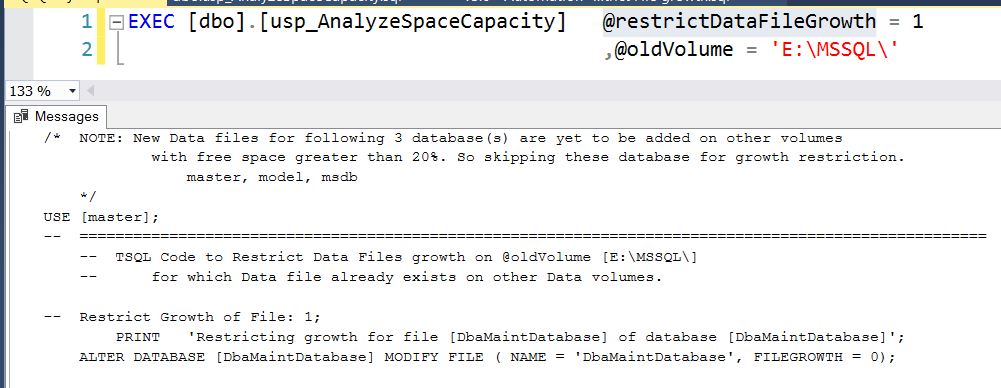 1 EXEC [dbo].[usp_AnalyzeSpaceCapacity] @restrictDataFileGrowth = 1
2 ,@oldVolume = 'E:\MSSQL\'
133 %
Messages
/* NOTE: New Data files for following 3 database(s) are yet to be added on other volumes
with free space greater than 20%. So skipping these database for growth restriction.
master, model, msdb
*/
USE [master];
-- =====================================================================================================
-- TSQL Code to Restrict Data Files growth on @oldVolume [E:\MSSQL\]
-- for which Data file already exists on other Data volumes.
-- Restrict Growth of File: 1;
PRINT 'Restricting growth for file [DbaMaintDatabase] of database [DbaMaintDatabase]';
ALTER DATABASE [DbaMaintDatabase] MODIFY FILE ( NAME = 'DbaMaintDatabase', FILEGROWTH = 0);